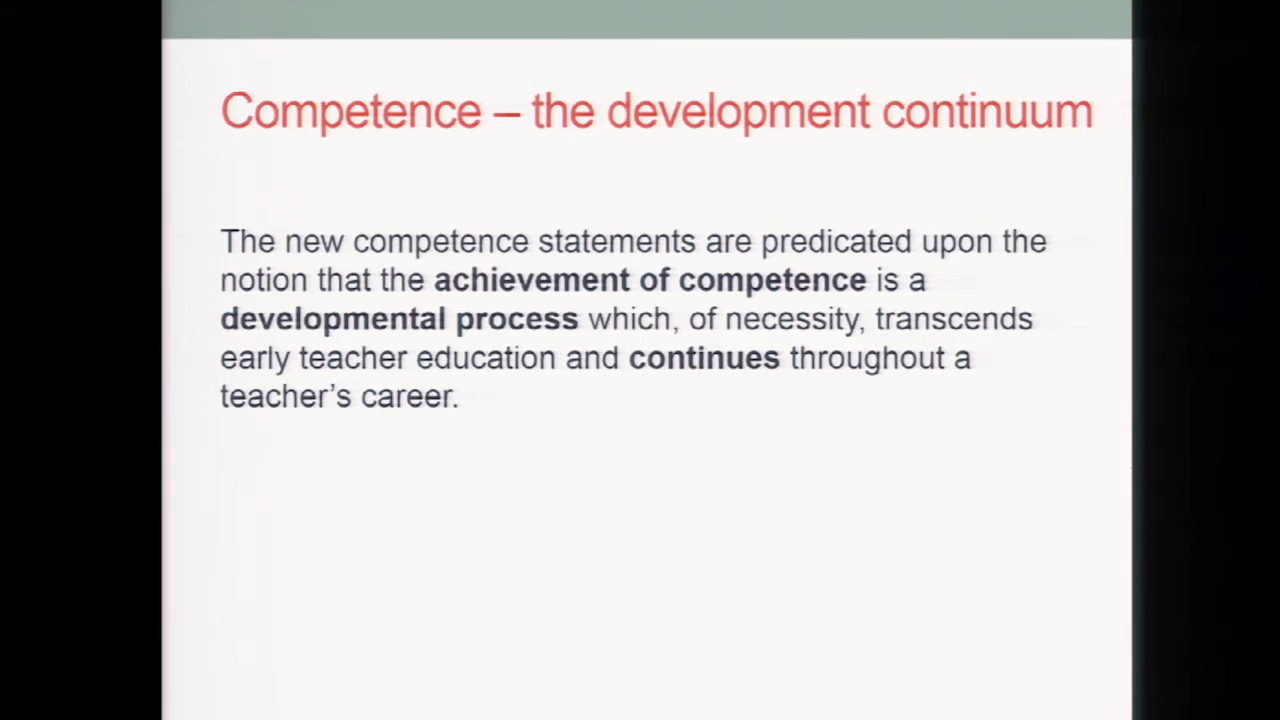 Competence – the development continuum
The new competence statements are predicated upon the
notion that the achievement of competence is a
developmental process which, of necessity, transcends
early teacher education and continues throughout a
teacher’s career.